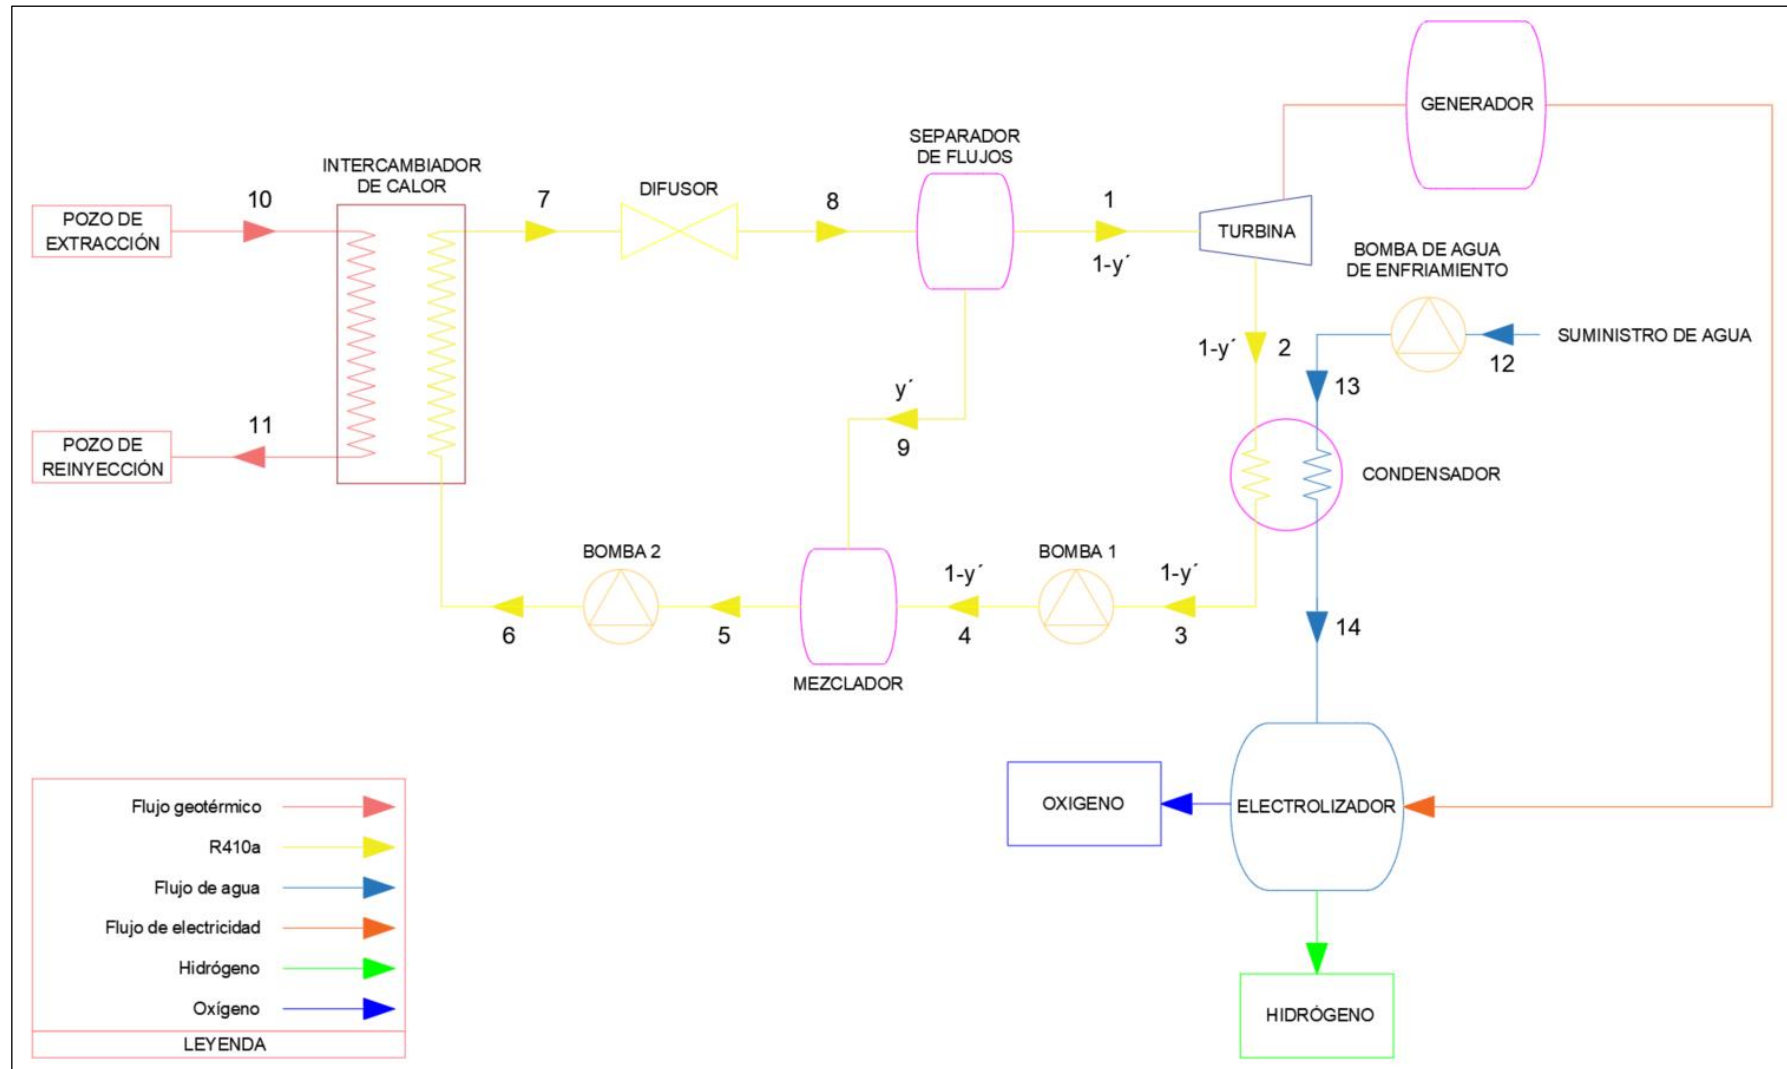 GENERADOR
SEPARADOR
DE FLUJOS
INTERCAMBIADOR
DE CALOR
DIFUSOR
10
7
8
1
POZO DE
EXTRACCIÓN
TURBINA
1-y´
BOMBA DE AGUA
DE ENFRIAMIENTO
1-y´
2
SUMINISTRO DE AGUA
12
13
y´
9
11
POZO DE
REINYECCIÓN
CONDENSADOR
BOMBA 2
BOMBA 1
1-y´
1-y´
6
5
4
3
14
MEZCLADOR
OXIGENO
ELECTROLIZADOR
HIDRÓGENO
Flujo geotérmico
R410a
Flujo de agua
Flujo de electricidad
Hidrógeno
Oxígeno
LEYENDA